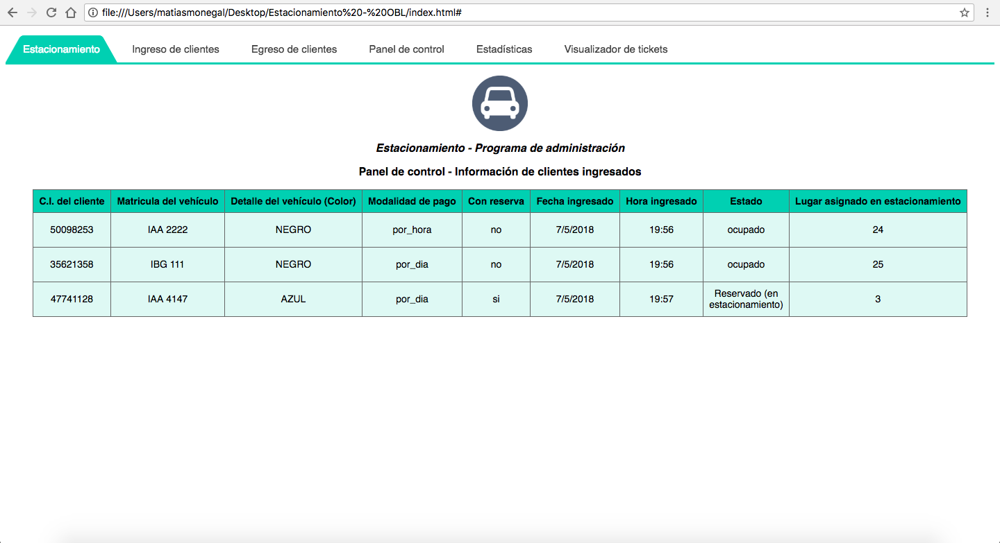 file:///Users/matiasmonegal/Desktop/Estacionamiento%20-%20OBL/index.html#
Estacionamiento Ingreso de clientes Egreso de clientes Panel de control Estadísticas Visualizador de tickets
Estacionamiento - Programa de administración
Panel de control - Información de clientes ingresados
C.I. del cliente Matricula del vehículo Detalle del vehículo (Color) Modalidad de pago Con reserva Fecha ingresado Hora ingresado Estado Lugar asignado en estacionamiento
50098253 IAA 2222 NEGRO por_hora no 7/5/2018 19:56 ocupado 24
35621358 IBG 111 NEGRO por_dia no 7/5/2018 19:56 ocupado 25
47741128 IAA 4147 AZUL por_dia si 7/5/2018 19:57 Reservado (en estacionamiento) 3